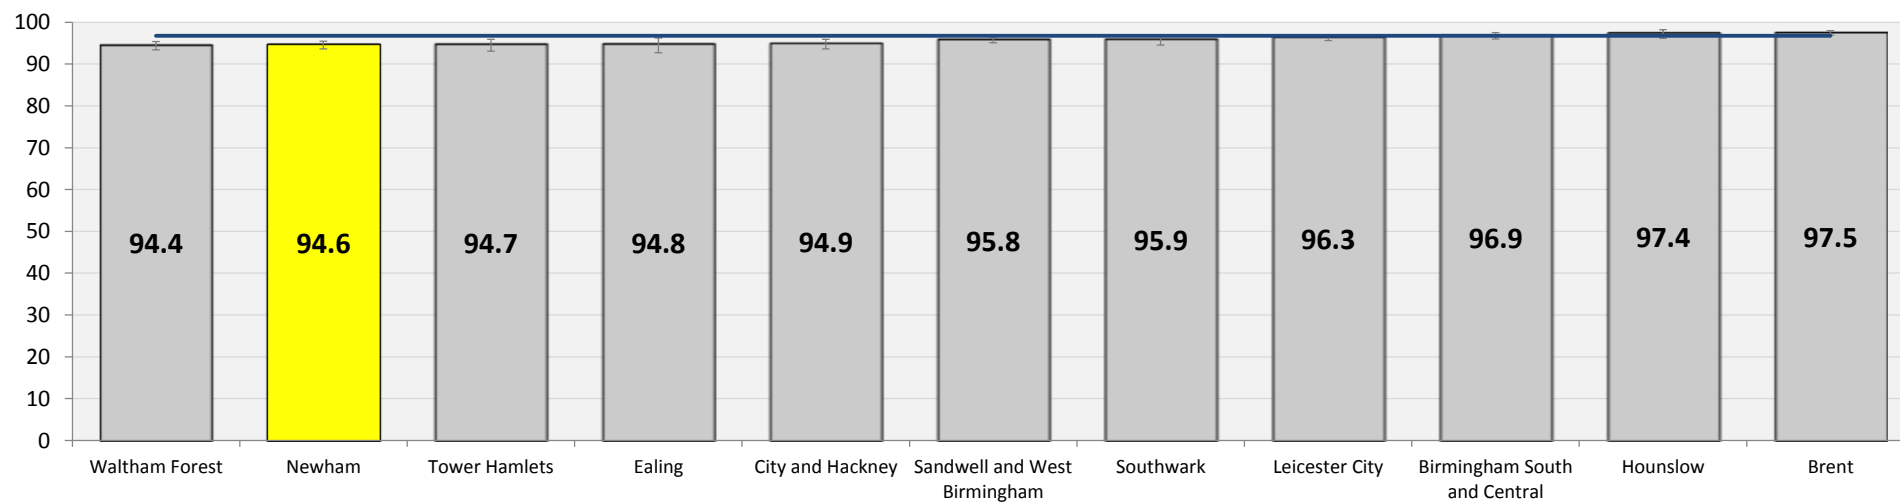 100
90
80
70
60
50
40
30
20
10
0
94.4
94.6
94.7
94.8
94.9
95.8
95.9
96.3
96.9
97.4
97.5
Waltham Forest
Newham
Tower Hamlets
Ealing
City and Hackney
Sandwell and West
Birmingham
Southwark
Leicester City
Birmingham South
and Central
Hounslow
Brent